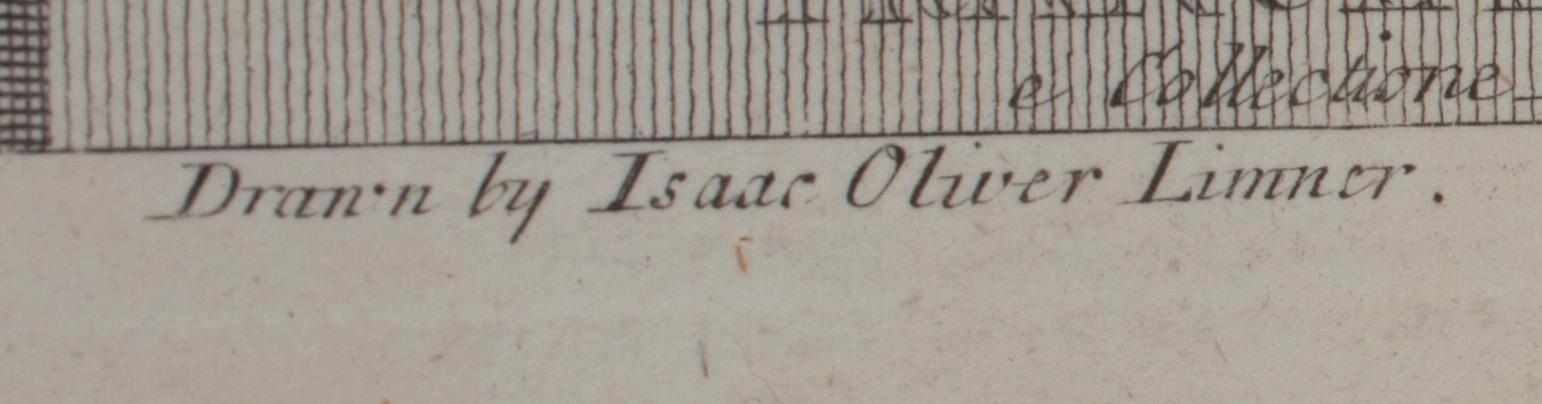 e Collectione
Drawn by Isaac Oliver Limner.